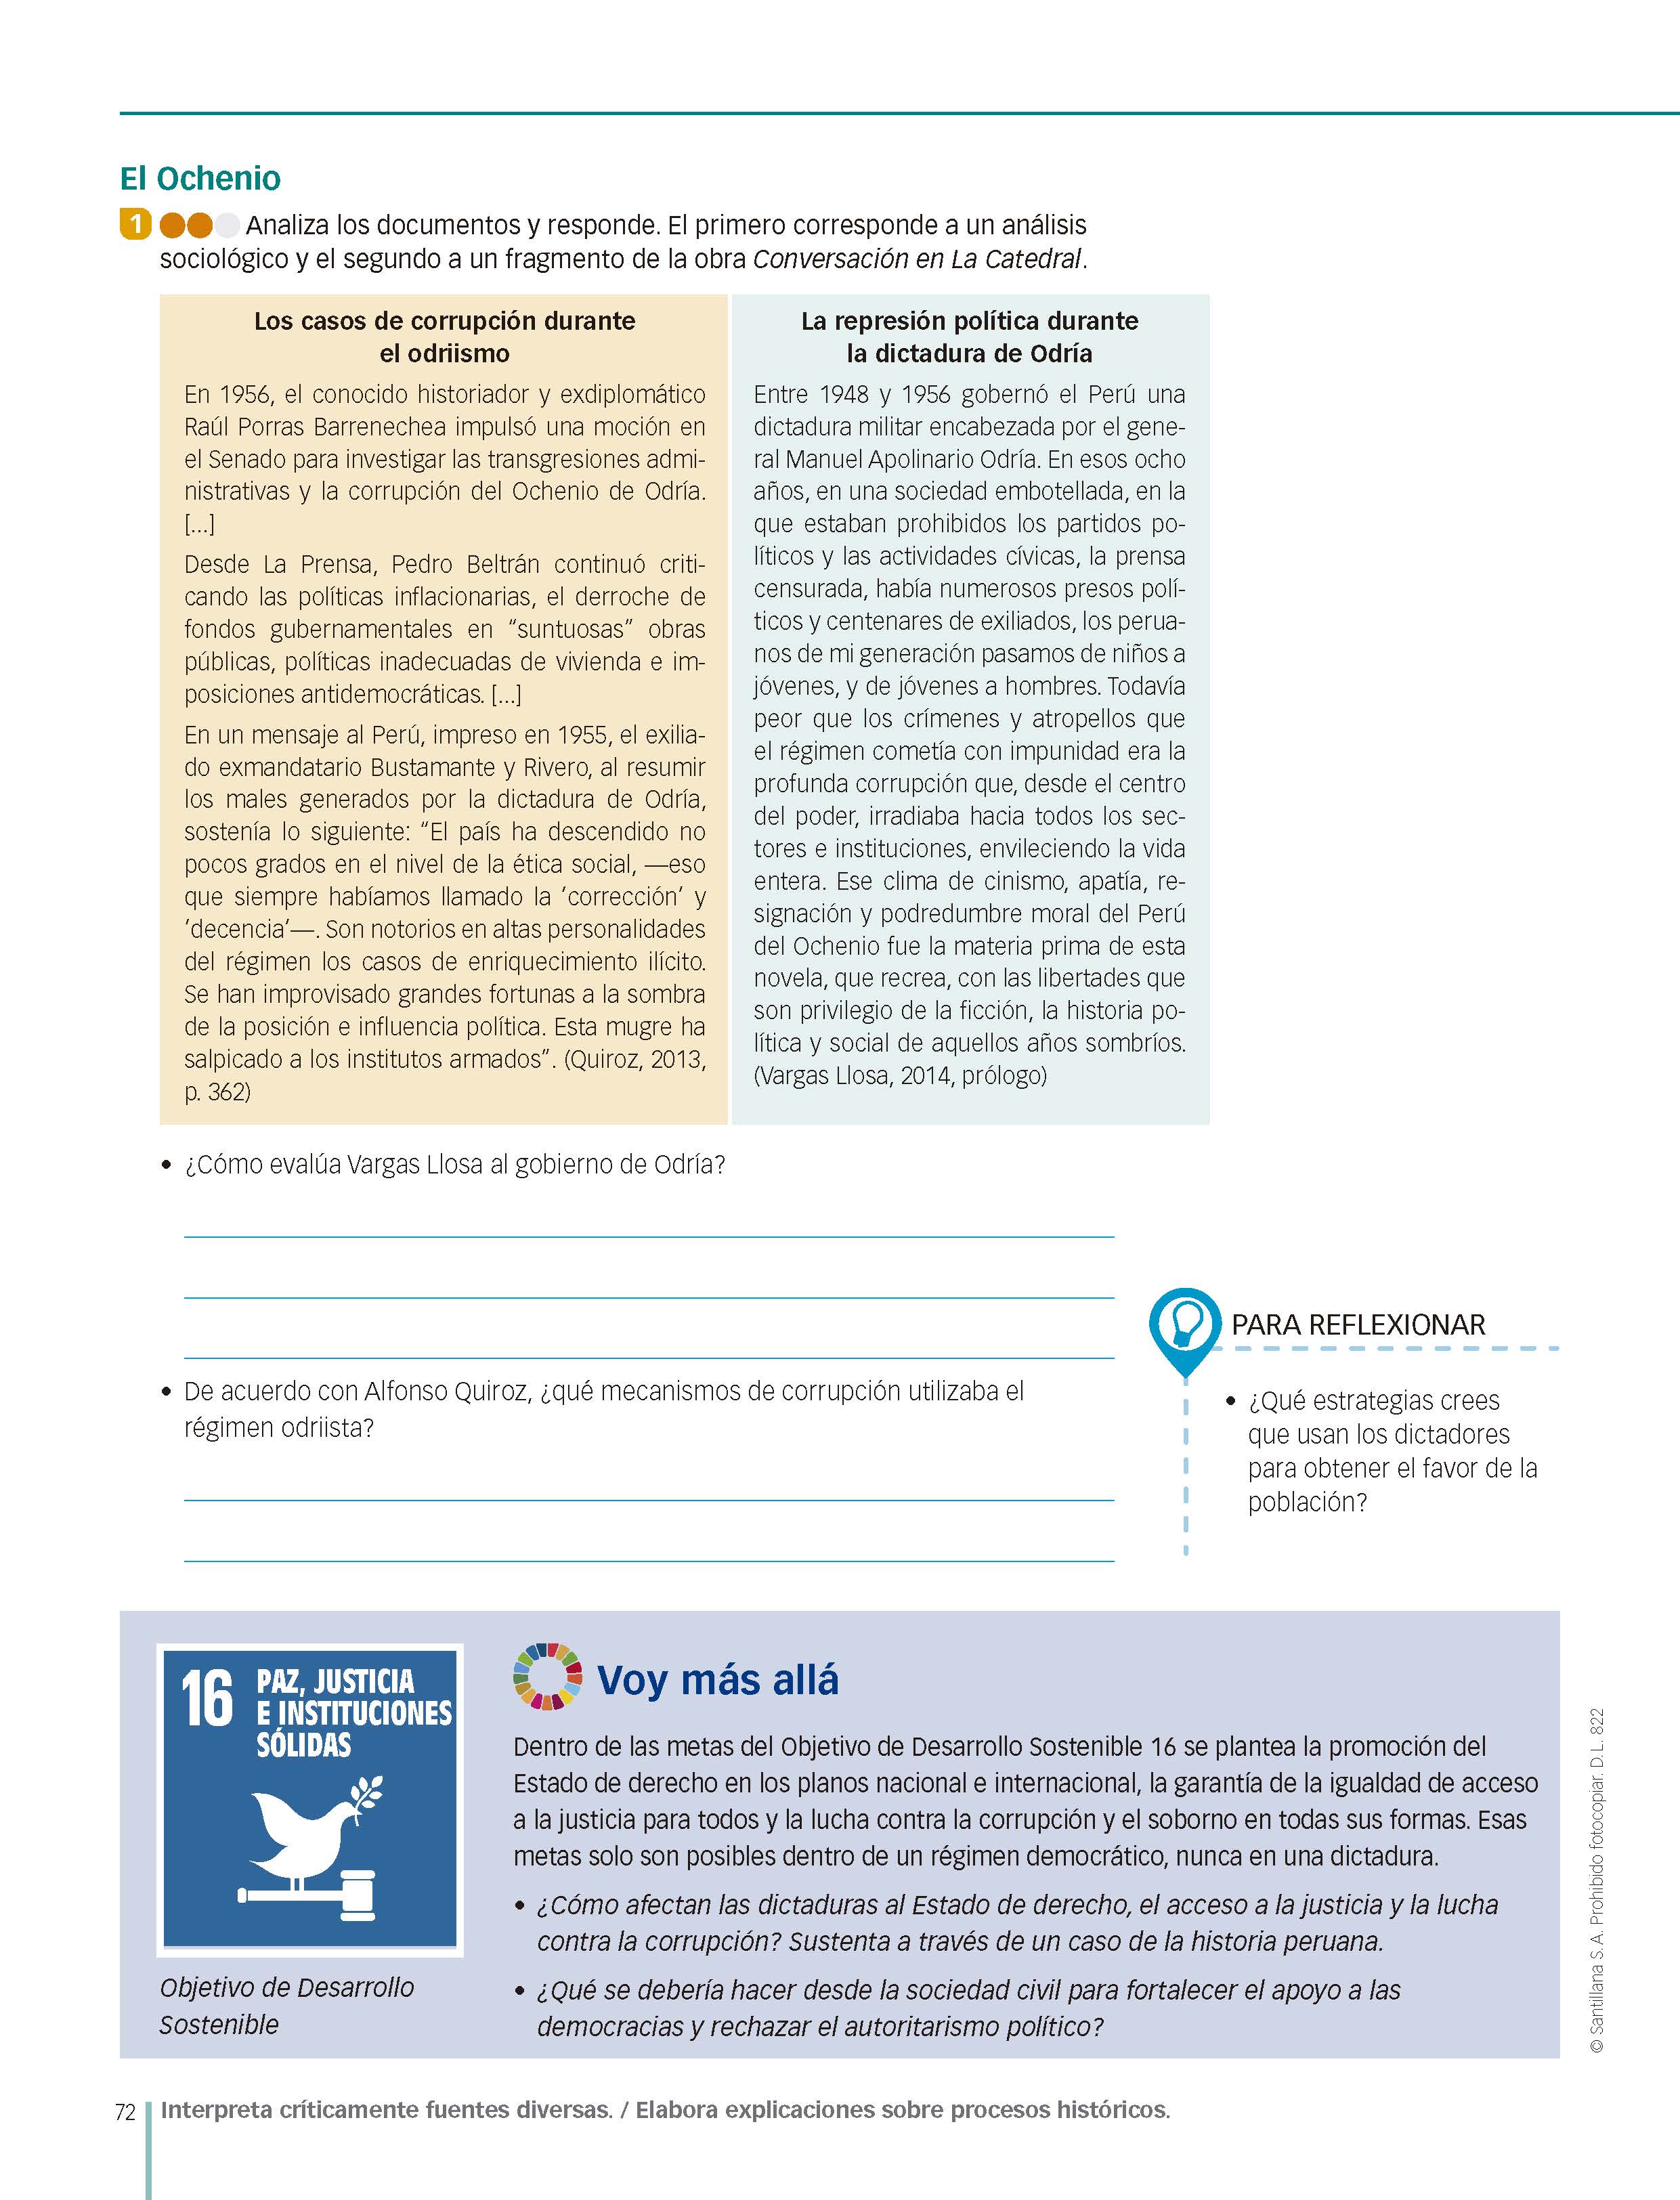 El Ochenio
1 Analiza los documentos y responde. El primero corresponde a un análisis
sociológico y el segundo a un fragmento de la obra Conversación en La Catedral.
Los casos de corrupción durante
el odriismo
En 1956, el conocido historiador y exdiplomático
Raúl Porras Barrenechea impulsó una moción en
el Senado para investigar las transgresiones admi-
nistrativas y la corrupción del Ochenio de Odría.
[...]
Desde La Prensa, Pedro Beltrán continuó criti-
cando las políticas inflacionarias, el derroche de
fondos gubernamentales en “suntuosas” obras
públicas, políticas inadecuadas de vivienda e im-
posiciones antidemocráticas. [...]
En un mensaje al Perú, impreso en 1955, el exilia-
do exmandatario Bustamante y Rivero, al resumir
los males generados por la dictadura de Odría,
sostenía lo siguiente: “El país ha descendido no
pocos grados en el nivel de la ética social, —eso
que siempre habíamos llamado la ‘corrección’ y
‘decencia’—. Son notorios en altas personalidades
del régimen los casos de enriquecimiento ilícito.
Se han improvisado grandes fortunas a la sombra
de la posición e influencia política. Esta mugre ha
salpicado a los institutos armados”. (Quiroz, 2013,
p. 362)
La represión política durante
la dictadura de Odría
Entre 1948 y 1956 gobernó el Perú una
dictadura militar encabezada por el gene-
ral Manuel Apolinario Odría. En esos ocho
años, en una sociedad embotellada, en la
que estaban prohibidos los partidos po-
líticos y las actividades cívicas, la prensa
censurada, había numerosos presos polí-
ticos y centenares de exiliados, los perua-
nos de mi generación pasamos de niños a
jóvenes, y de jóvenes a hombres. Todavía
peor que los crímenes y atropellos que
el régimen cometía con impunidad era la
profunda corrupción que, desde el centro
del poder, irradiaba hacia todos los sec-
tores e instituciones, envileciendo la vida
entera. Ese clima de cinismo, apatía, re-
signación y podredumbre moral del Perú
del Ochenio fue la materia prima de esta
novela, que recrea, con las libertades que
son privilegio de la ficción, la historia po-
lítica y social de aquellos años sombríos.
(Vargas Llosa, 2014, prólogo)
• ¿Cómo evalúa Vargas Llosa al gobierno de Odría?
• De acuerdo con Alfonso Quiroz, ¿qué mecanismos de corrupción utilizaba el
régimen odriista?
PARA REFLEXIONAR
• ¿Qué estrategias crees
que usan los dictadores
para obtener el favor de la
población?
16 PAZ, JUSTICIA
E INSTITUCIONES
SÓLIDAS
Objetivo de Desarrollo
Sostenible
Voy más allá
Dentro de las metas del Objetivo de Desarrollo Sostenible 16 se plantea la promoción del
Estado de derecho en los planos nacional e internacional, la garantía de la igualdad de acceso
a la justicia para todos y la lucha contra la corrupción y el soborno en todas sus formas. Esas
metas solo son posibles dentro de un régimen democrático, nunca en una dictadura.
• ¿Cómo afectan las dictaduras al Estado de derecho, el acceso a la justicia y la lucha
contra la corrupción? Sustenta a través de un caso de la historia peruana.
• ¿Qué se debería hacer desde la sociedad civil para fortalecer el apoyo a las
democracias y rechazar el autoritarismo político?
© Santillana S. A. Prohibido fotocopiar. D. L. 822
72 Interpreta críticamente fuentes diversas. / Elabora explicaciones sobre procesos históricos.